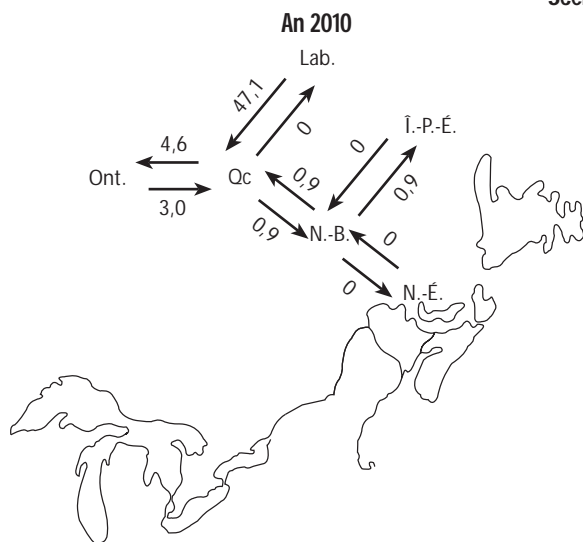 An 2010
Lab.
47,1
0
Î.-P.-É.
0
0,9
4,6
Ont.
Qc
3,0
0,9
0,9
N.-B.
0
0
N.-É.